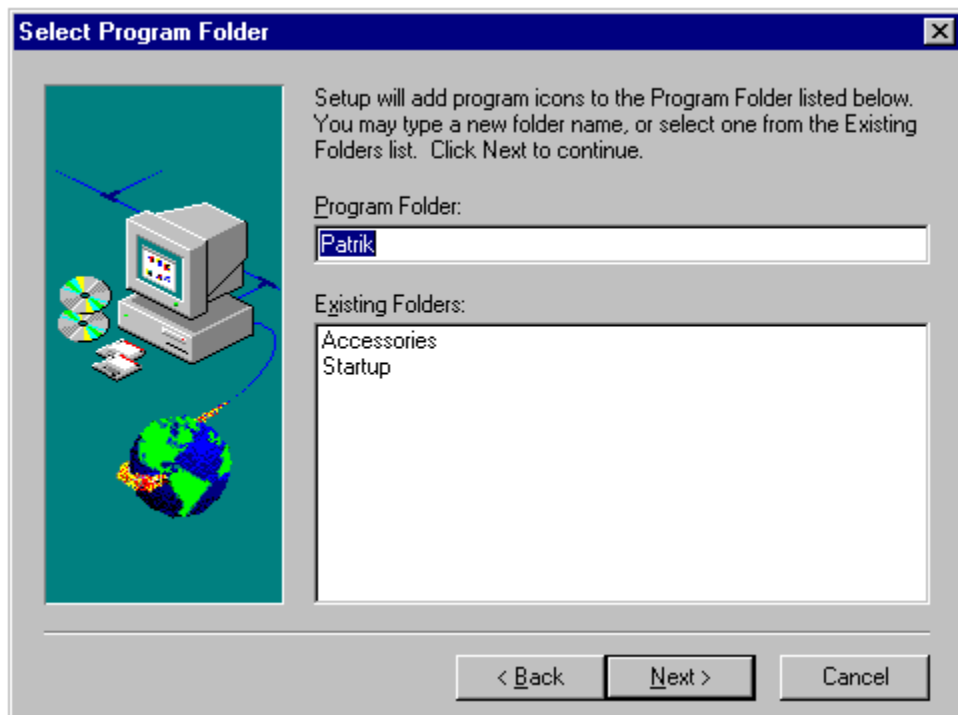 Select Program Folder
Setup will add program icons to the Program Folder listed below.
You may type a new folder name, or select one from the Existing
Folders list.  Click Next to continue.
Program Folder:
Patrik
Existing Folders:
Accessories
Startup
< Back
Next >
Cancel